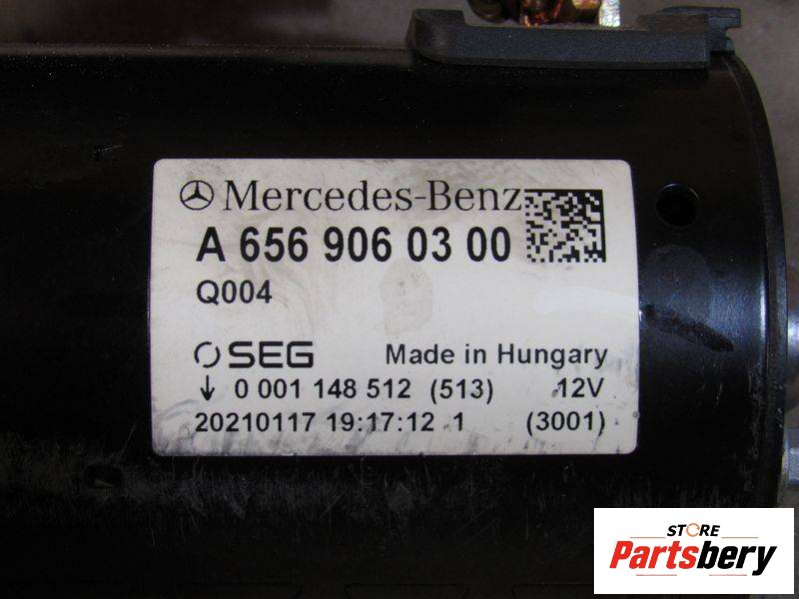 Mercedes-Benz
A 656 906 03 00
Q004
SEG Made in Hungary
↓ 0 001 148 512 (513) 12V
20210117 19:17:12 1 (3001)
STORE
Partsbery